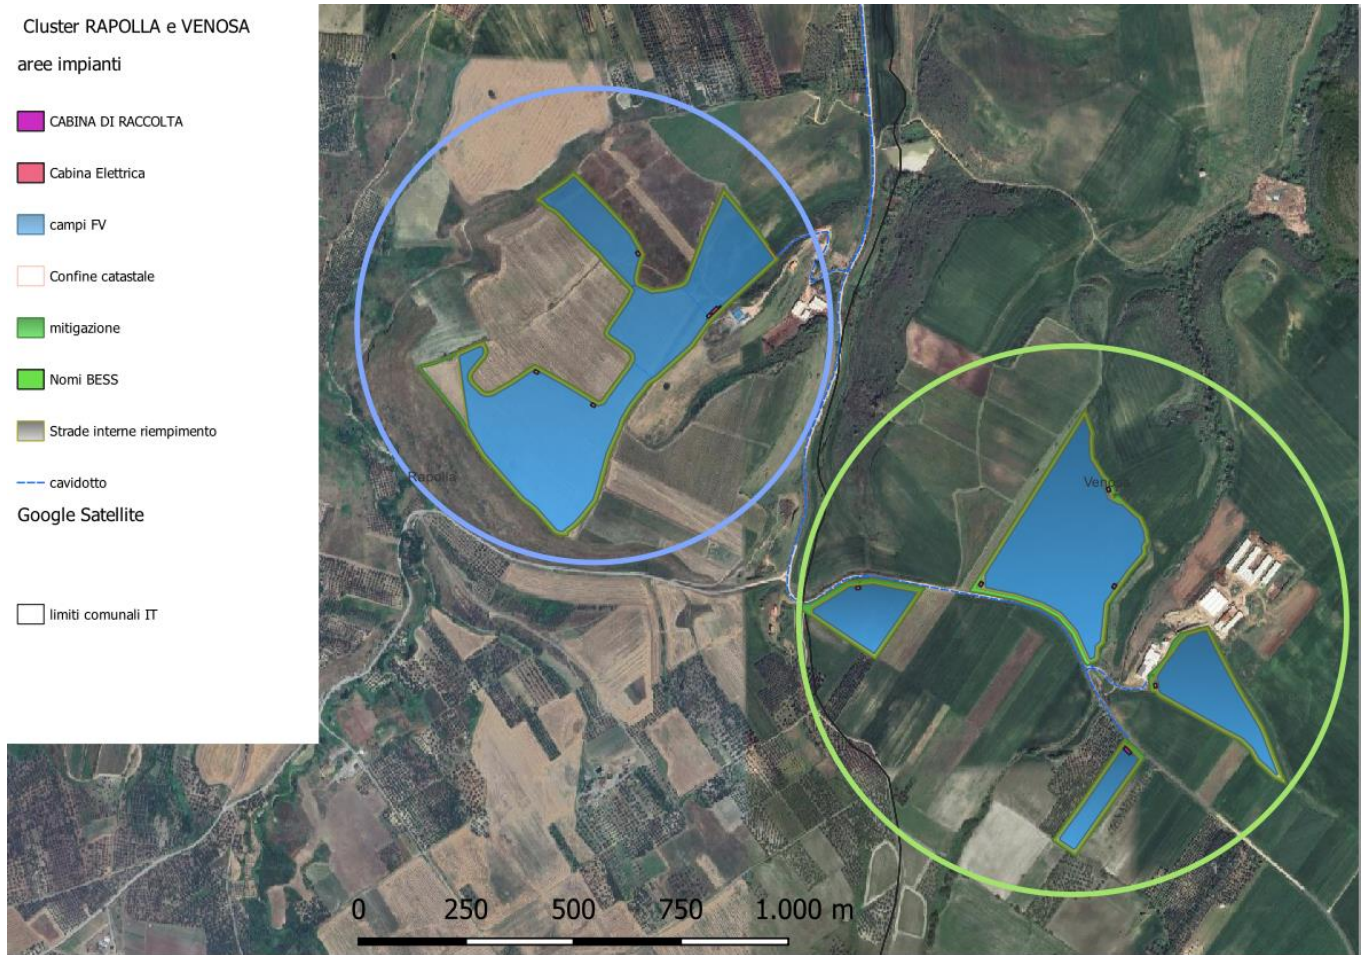 Cluster RAPOLLA e VENOSA
aree impianti
CABINA DI RACCOLTA
Cabina Elettrica
campi FV
Confine catastale
mitigazione
Nomi BESS
Strade interne riempimento
cavidotto
Google Satellite
limiti comunali IT
Rapolla
0 250 500 750 1.000 m